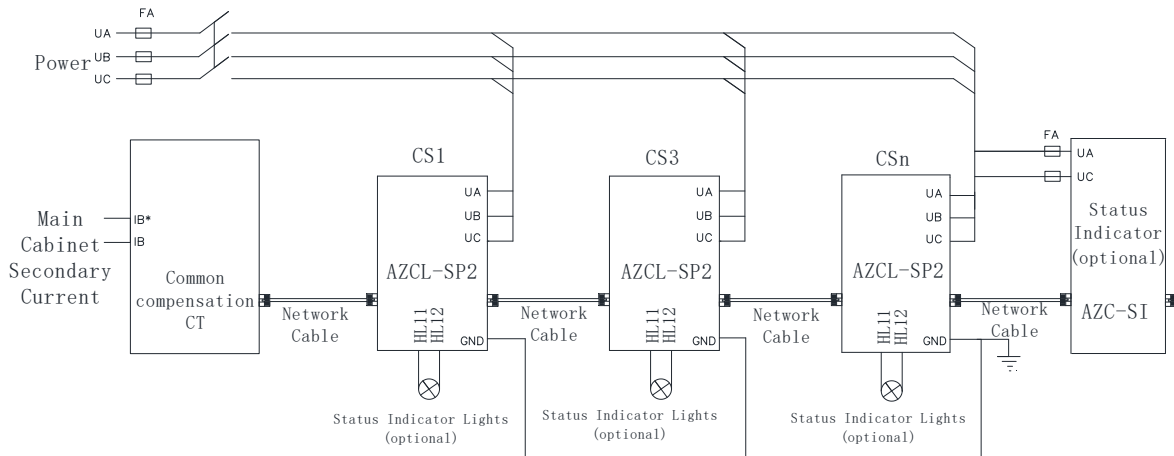 FA
UA
Power
UB
UC
FA
UA
UC
Status
Indicator
(optional)
AZC-SI
CS1
CS3
CSn
Main
Cabinet
Secondary
Current
IB*
IB
Common
compensation
CT
Network
Cable
UA
UB
UC
AZCL-SP2
HL11
HL12
GND
Status Indicator Lights
(optional)
Network
Cable
UA
UB
UC
AZCL-SP2
HL11
HL12
GND
Status Indicator Lights
(optional)
Network
Cable
UA
UB
UC
AZCL-SP2
HL11
HL12
GND
Status Indicator Lights
(optional)
Network
Cable